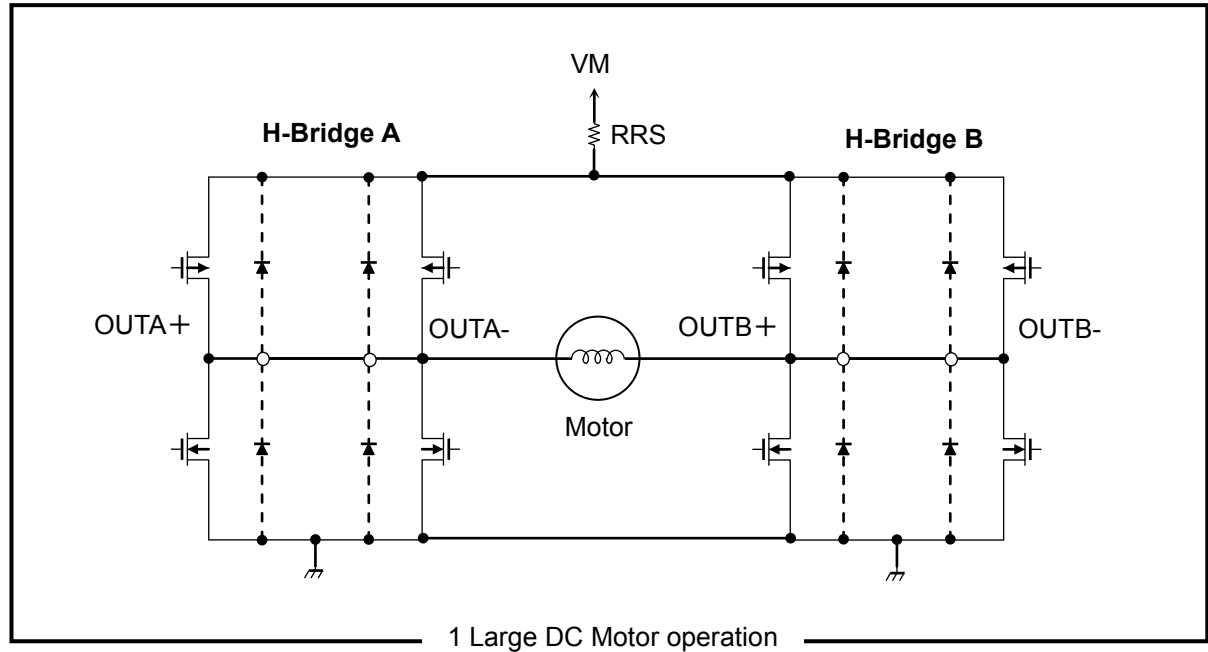 VM
RRS
H-Bridge A
H-Bridge B
OUTA+
OUTA-
OUTB+
OUTB-
Motor
1 Large DC Motor operation